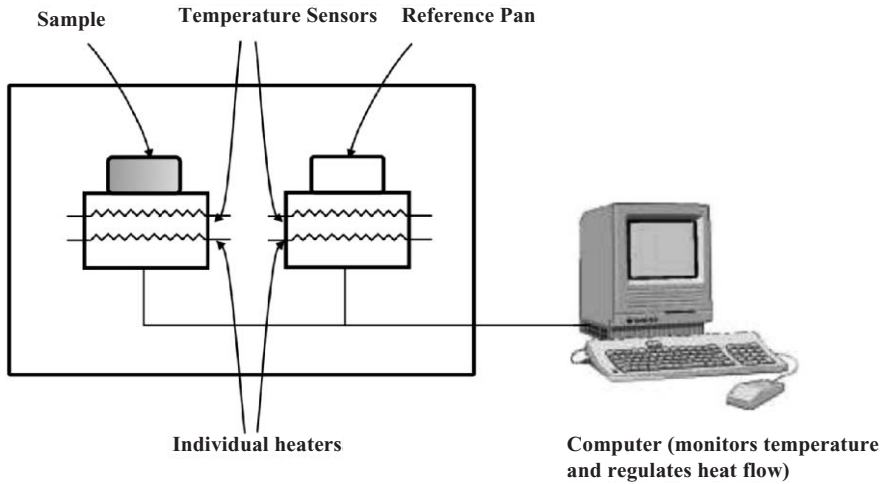 Sample
Temperature Sensors
Reference Pan
Individual heaters
Computer (monitors temperature
and regulates heat flow)